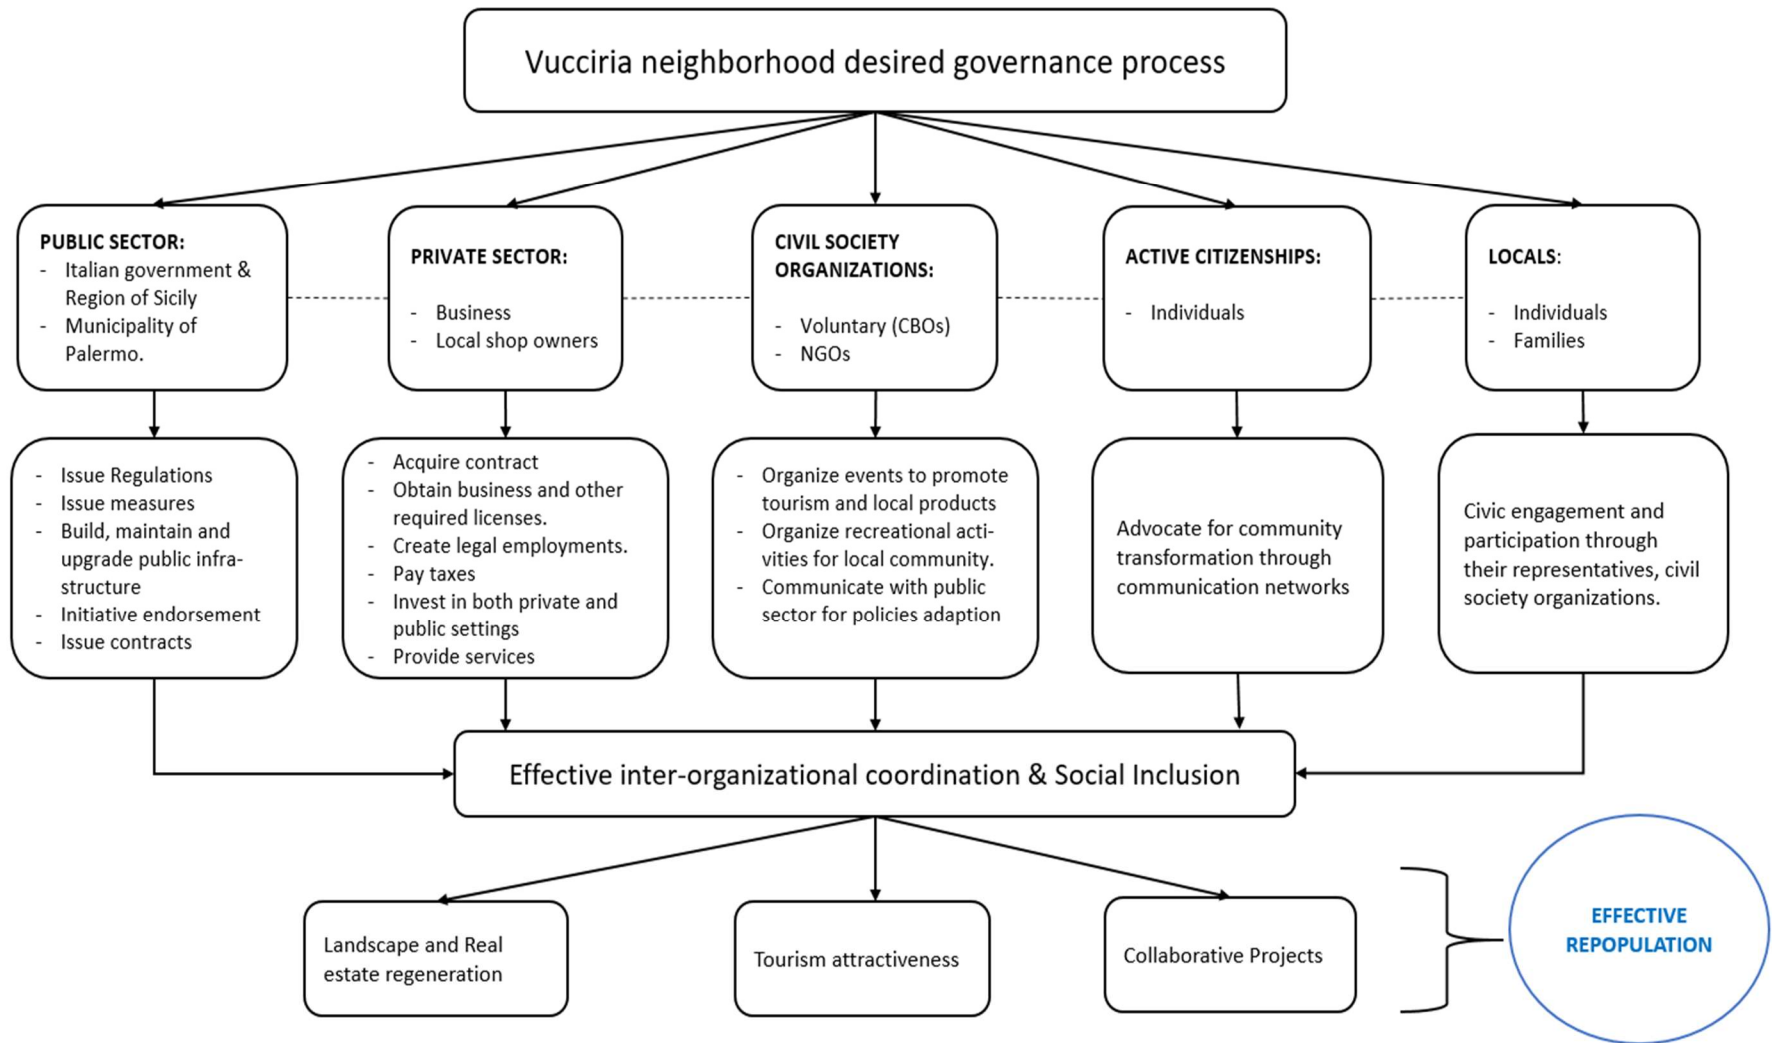 Vucciria neighborhood desired governance process
PUBLIC SECTOR:
- Italian government &
Region of Sicily
- Municipality of
Palermo.
PRIVATE SECTOR:
- Business
- Local shop owners
CIVIL SOCIETY
ORGANIZATIONS:
- Voluntary (CBOs)
- NGOs
ACTIVE CITIZENSHIPS:
- Individuals
LOCALS:
- Individuals
- Families
- Issue Regulations
- Issue measures
- Build, maintain and
upgrade public infra-
structure
- Initiative endorsement
- Issue contracts
- Acquire contract
- Obtain business and other
required licenses.
- Create legal employments.
- Pay taxes
- Invest in both private and
public settings
- Provide services
- Organize events to promote
tourism and local products
- Organize recreational acti-
vities for local community.
- Communicate with public
sector for policies adaption
Advocate for community
transformation through
communication networks
Civic engagement and
participation through
their representatives, civil
society organizations.
Effective inter-organizational coordination & Social Inclusion
Landscape and Real
estate regeneration
Tourism attractiveness
Collaborative Projects
EFFECTIVE
REPOPULATION